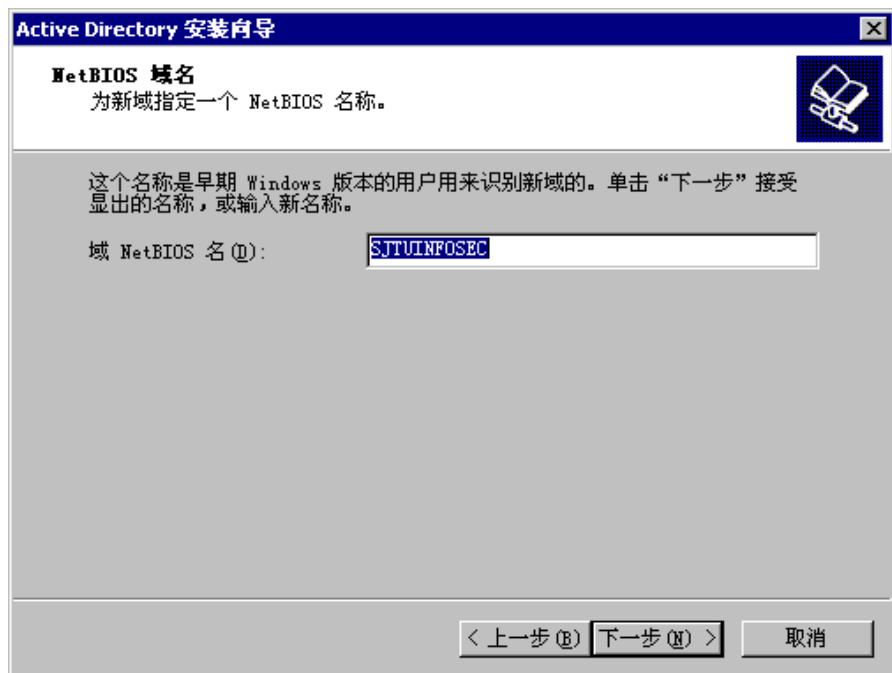 Active Directory 安装向导
NetBIOS 域名
为新域指定一个 NetBIOS 名称。
这个名称是早期 Windows 版本的用户用来识别新域的。单击“下一步”接受
显出的名称，或输入新名称。
域 NetBIOS 名(D): SJTUINFOSEC
< 上一步(B) 下一步(N) > 取消